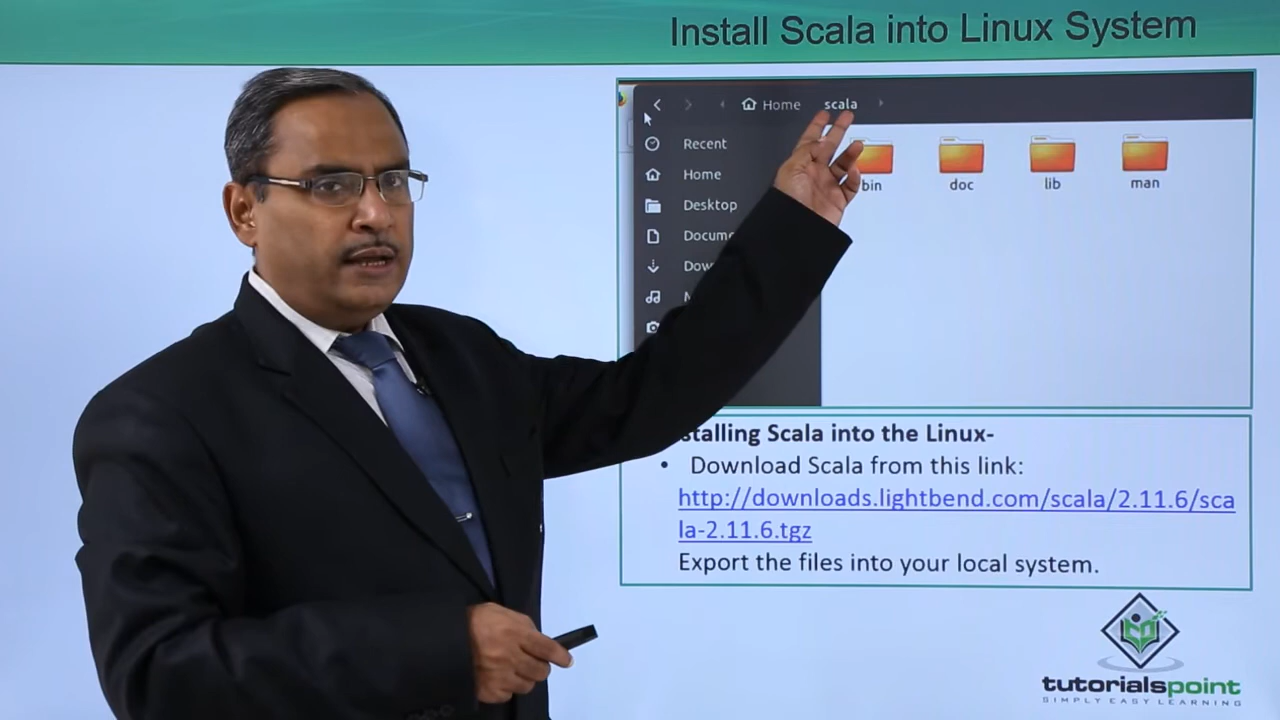 Install Scala into Linux System
Home scala
Recent
Home
Desktop
bin
doc
lib
man
stalling Scala into the Linux-
• Download Scala from this link:
http://downloads.lightbend.com/scala/2.11.6/sca
la-2.11.6.tgz
Export the files into your local system.
tutorialspoint
SIMPLY EASY LEARNING